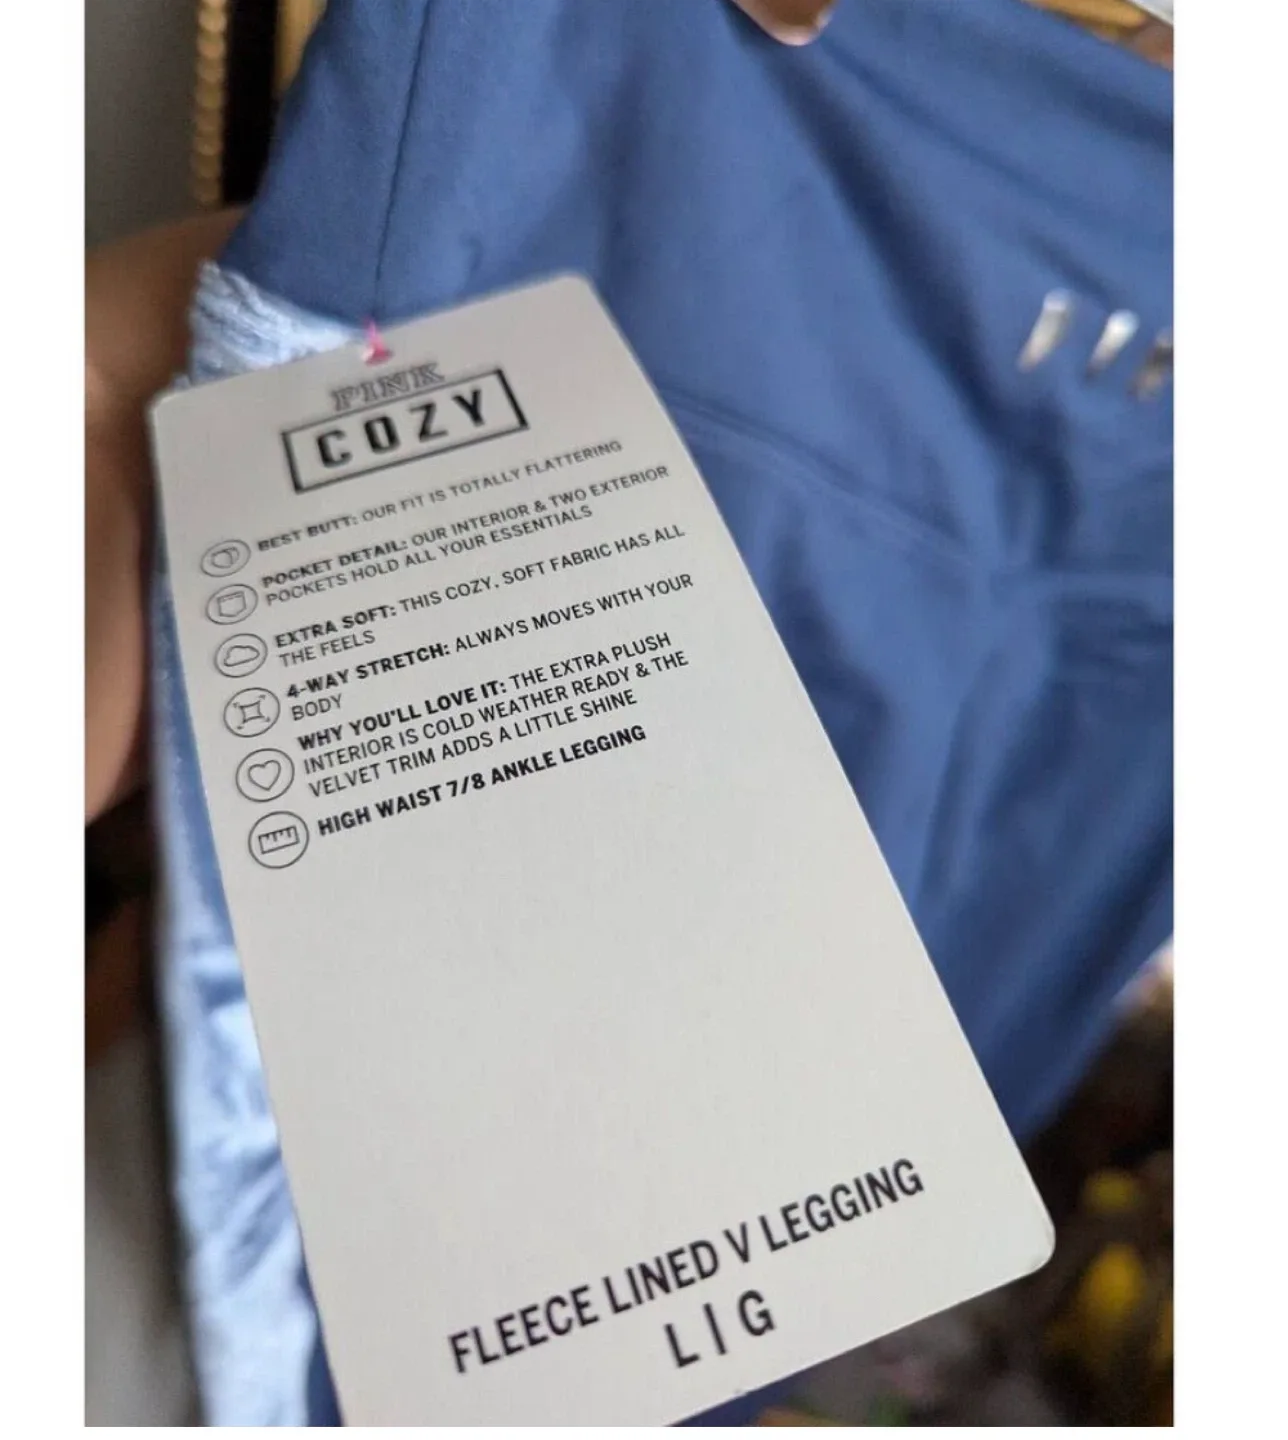 PINK
COZY
BEST BUTT: OUR FIT IS TOTALLY FLATTERING
POCKET DETAIL: OUR INTERIOR & TWO EXTERIOR
POCKETS HOLD ALL YOUR ESSENTIALS
EXTRA SOFT: THIS COZY, SOFT FABRIC HAS ALL
THE FEELS
4-WAY STRETCH: ALWAYS MOVES WITH YOUR
BODY
WHY YOU'LL LOVE IT: THE EXTRA PLUSH
INTERIOR IS COLD WEATHER READY & THE
VELVET TRIM ADDS A LITTLE SHINE
HIGH WAIST 7/8 ANKLE LEGGING
FLEECE LINED V LEGGING
L | G